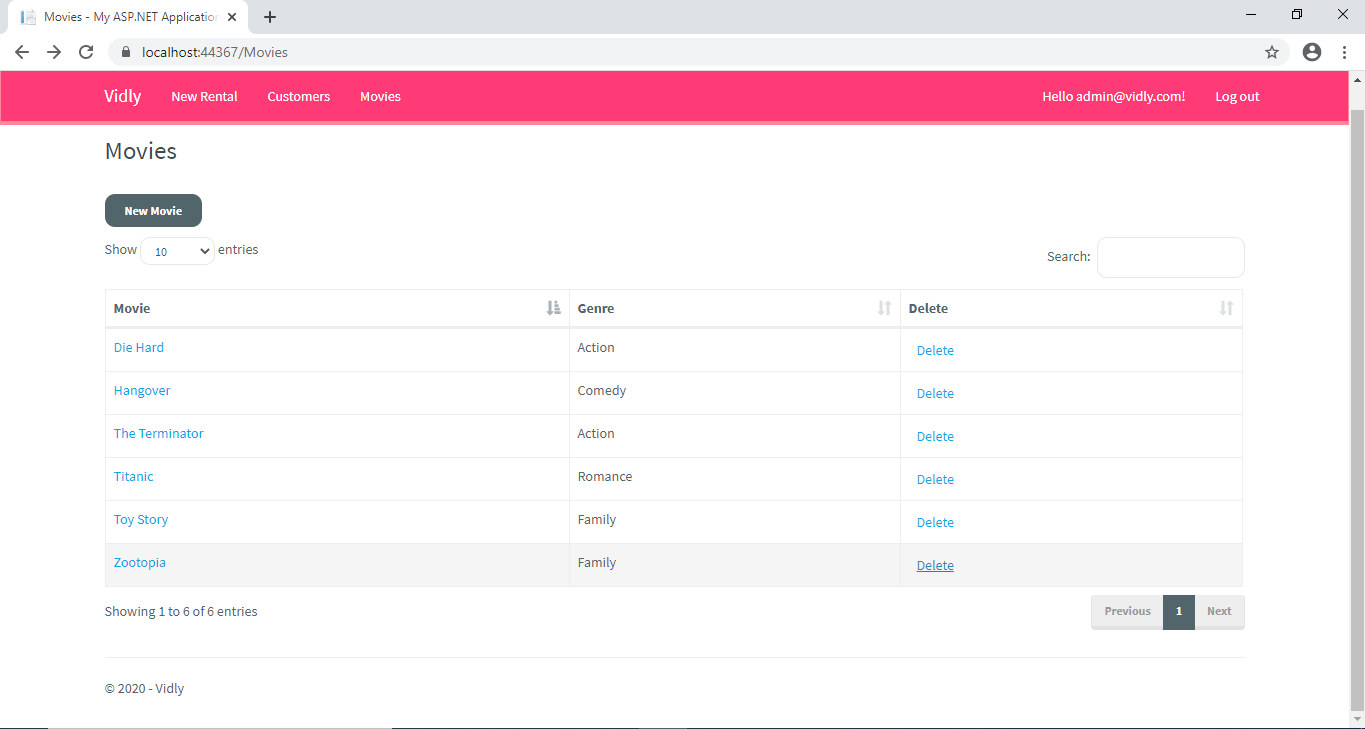 Movies - My ASP.NET Application
localhost:44367/Movies
Vidly New Rental Customers Movies Hello admin@vidly.com! Log out
Movies
New Movie
Show 10 entries
Search:
Movie Genre Delete
Die Hard Action Delete
Hangover Comedy Delete
The Terminator Action Delete
Titanic Romance Delete
Toy Story Family Delete
Zootopia Family Delete
Showing 1 to 6 of 6 entries
Previous 1 Next
© 2020 - Vidly